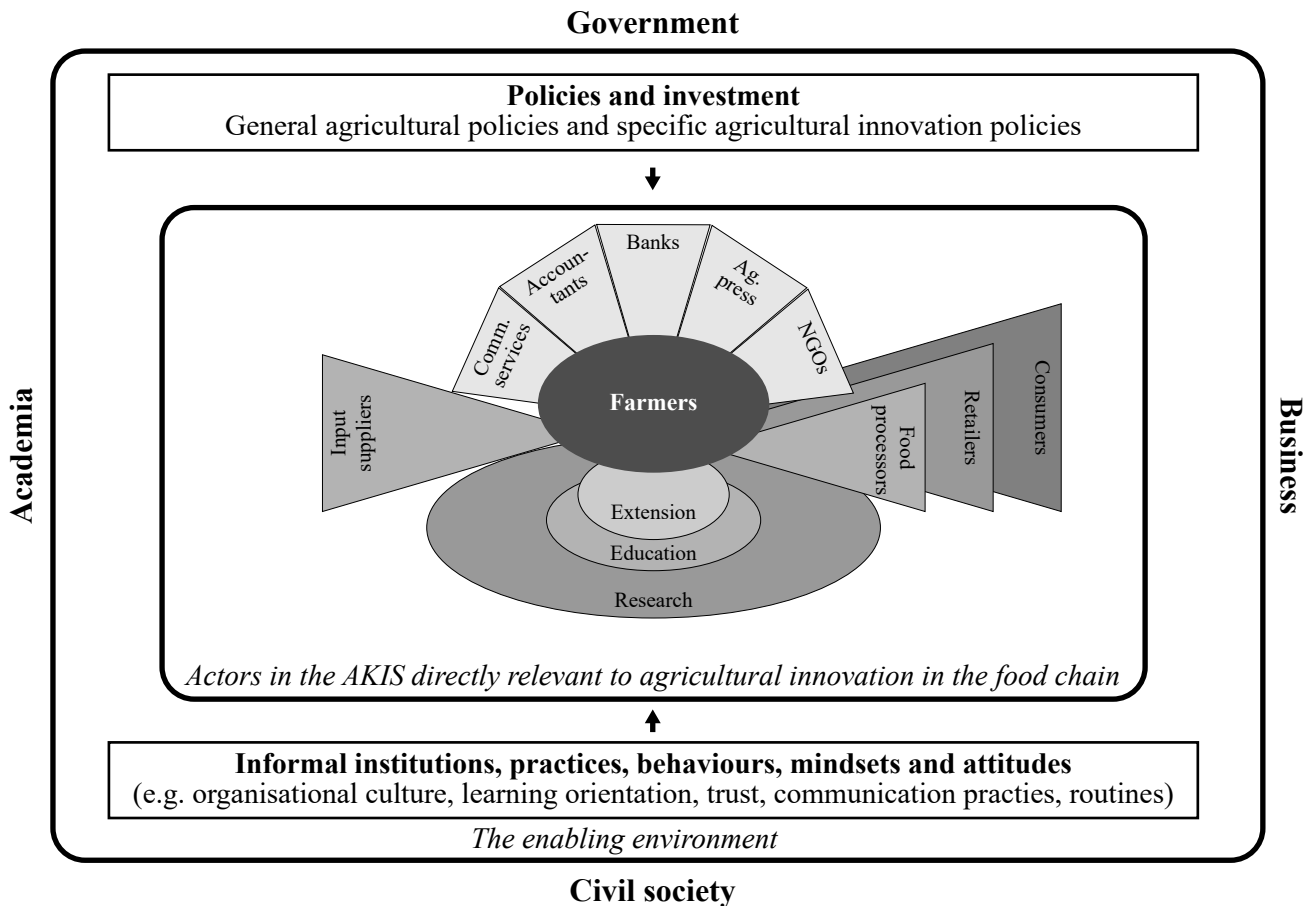 Government
Policies and investment
General agricultural policies and specific agricultural innovation policies
Academia
Business
Banks
Accoun-
tants
Ag.
press
Comm.
services
NGOs
Farmers
Input
suppliers
Food
processors
Retailers
Consumers
Extension
Education
Research
Actors in the AKIS directly relevant to agricultural innovation in the food chain
Informal institutions, practices, behaviours, mindsets and attitudes
(e.g. organisational culture, learning orientation, trust, communication practies, routines)
The enabling environment
Civil society